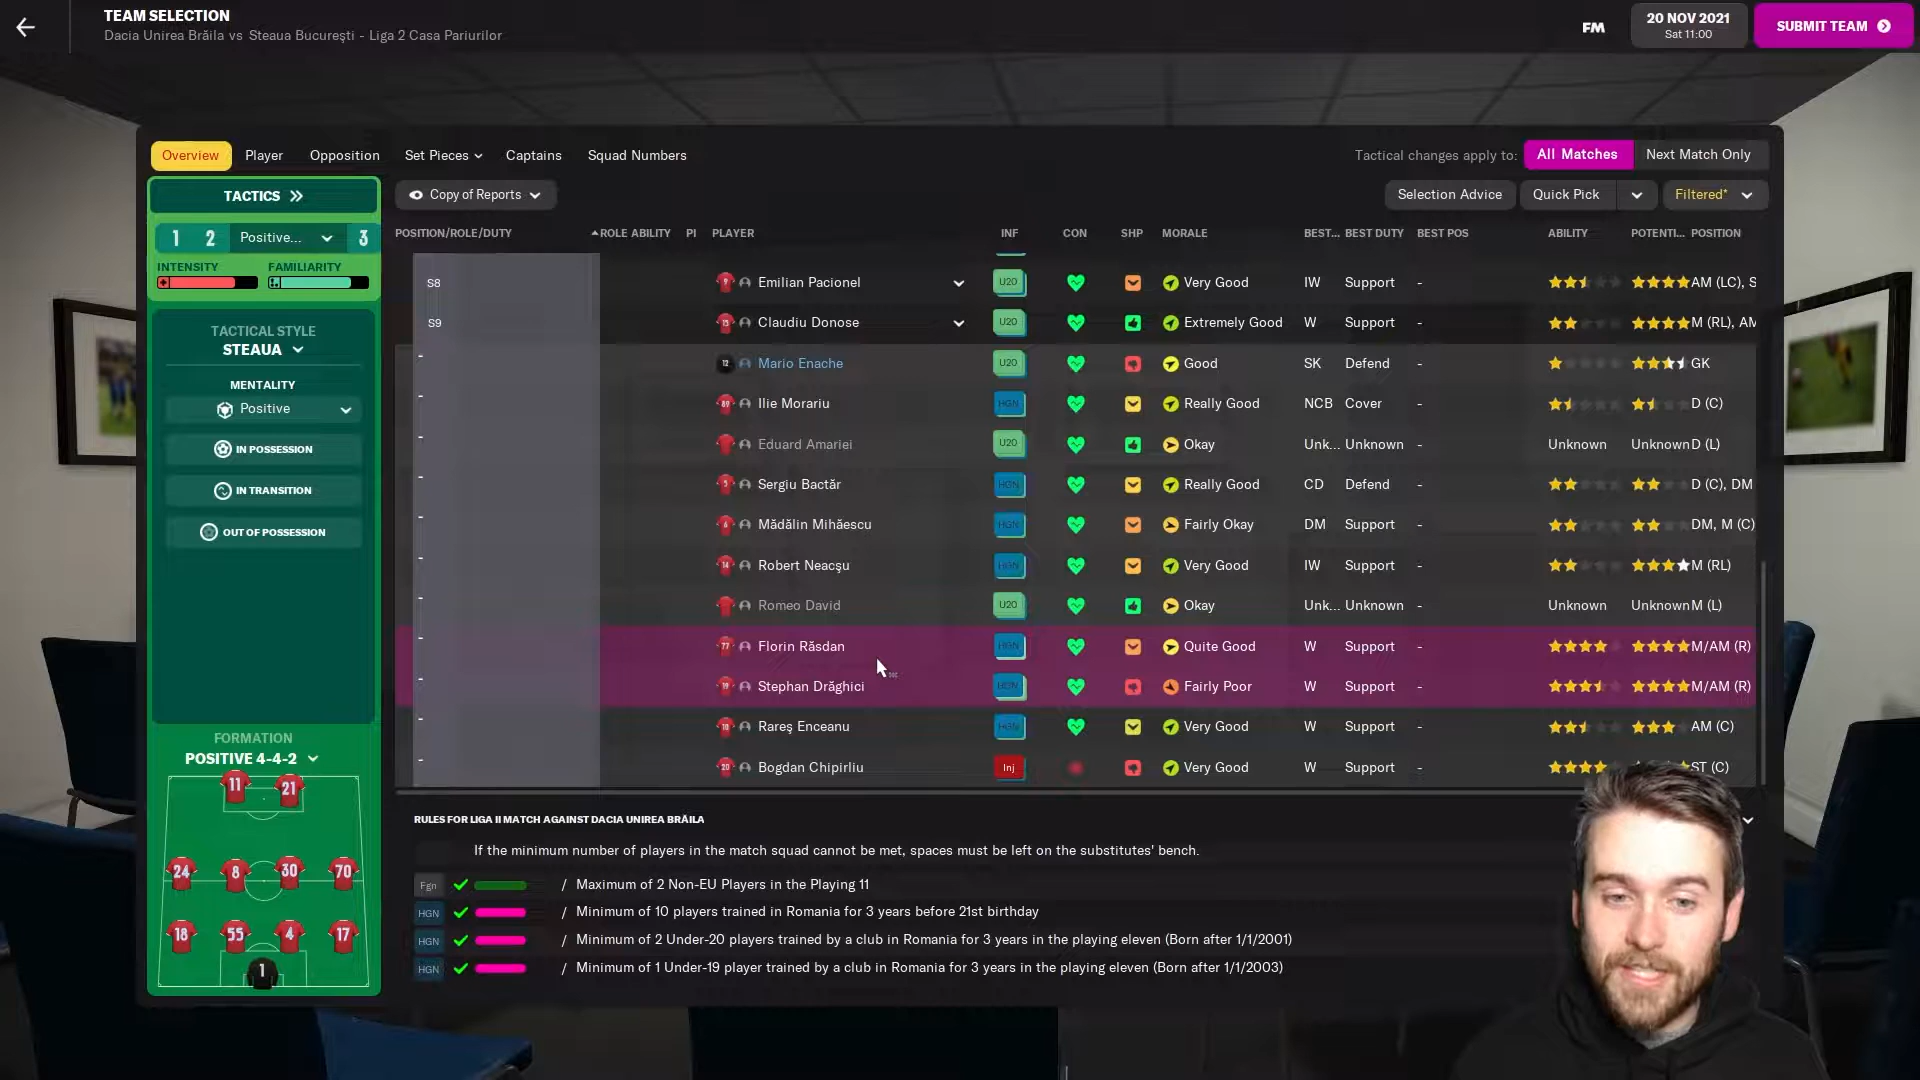 TEAM SELECTION
Dacia Unirea Brăila vs Steaua Bucureşti - Liga 2 Casa Pariurilor
FM
20 NOV 2021
Sat 11:00
SUBMIT TEAM
Overview Player Opposition Set Pieces Captains Squad Numbers
Tactical changes apply to: All Matches Next Match Only
TACTICS
Copy of Reports
Selection Advice Quick Pick Filtered*
1 2 Positive... 3
INTENSITY FAMILIARITY
TACTICAL STYLE
STEAUA
MENTALITY
Positive
IN POSSESSION
IN TRANSITION
OUT OF POSSESSION
FORMATION
POSITIVE 4-4-2
11 21
24 8 30 70
18 55 4 17
1
POSITION/ROLE/DUTY ROLE ABILITY PI PLAYER INF CON SHP MORALE BEST... BEST DUTY BEST POS ABILITY POTENTI... POSITION
S8 9 Emilian Pacionel U20 Very Good IW Support - AM (LC), S
S9 15 Claudiu Donose U20 Extremely Good W Support - M (RL), AM
- 12 Mario Enache U20 Good SK Defend - GK
- 89 Ilie Morariu HGN Really Good NCB Cover - D (C)
- Eduard Amariei U20 Okay Unk... Unknown - Unknown Unknown D (L)
- 5 Sergiu Bactăr HGN Really Good CD Defend - D (C), DM
- 6 Mădălin Mihăescu HGN Fairly Okay DM Support - DM, M (C)
- 14 Robert Neacşu HGN Very Good IW Support - M (RL)
- Romeo David U20 Okay Unk... Unknown - Unknown Unknown M (L)
- 77 Florin Răsdan HGN Quite Good W Support - M/AM (R)
- 19 Stephan Drăghici HGN Fairly Poor W Support - M/AM (R)
- 10 Rareş Enceanu HGN Very Good W Support - AM (C)
- 20 Bogdan Chipirliu Inj Very Good W Support - ST (C)
RULES FOR LIGA II MATCH AGAINST DACIA UNIREA BRĂILA
If the minimum number of players in the match squad cannot be met, spaces must be left on the substitutes' bench.
Fgn / Maximum of 2 Non-EU Players in the Playing 11
HGN / Minimum of 10 players trained in Romania for 3 years before 21st birthday
HGN / Minimum of 2 Under-20 players trained by a club in Romania for 3 years in the playing eleven (Born after 1/1/2001)
HGN / Minimum of 1 Under-19 player trained by a club in Romania for 3 years in the playing eleven (Born after 1/1/2003)